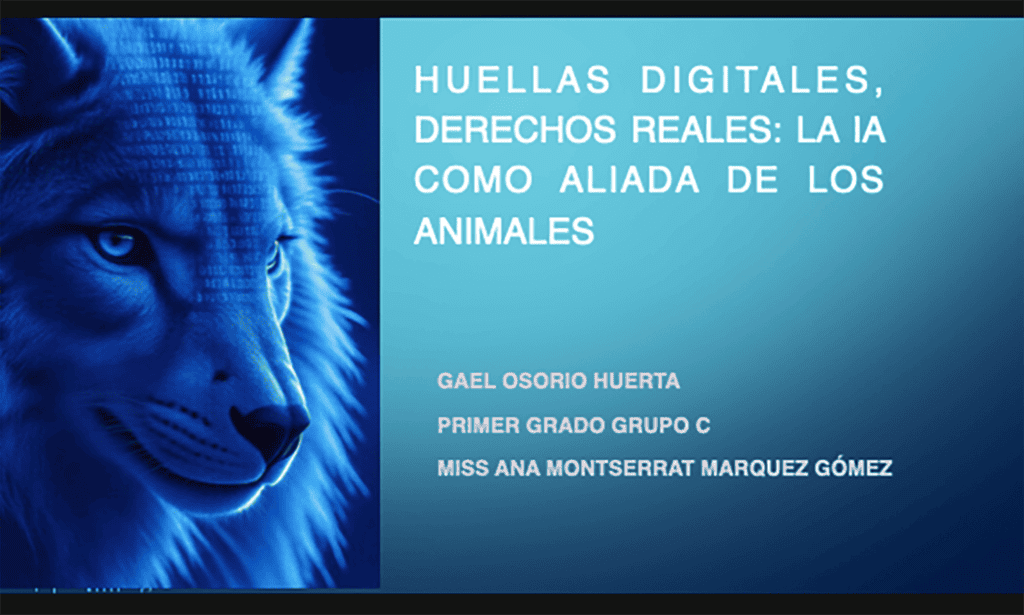 HUELLAS DIGITALES,
DERECHOS REALES: LA IA
COMO ALIADA DE LOS
ANIMALES
GAEL OSORIO HUERTA
PRIMER GRADO GRUPO C
MISS ANA MONTSERRAT MARQUEZ GÓMEZ